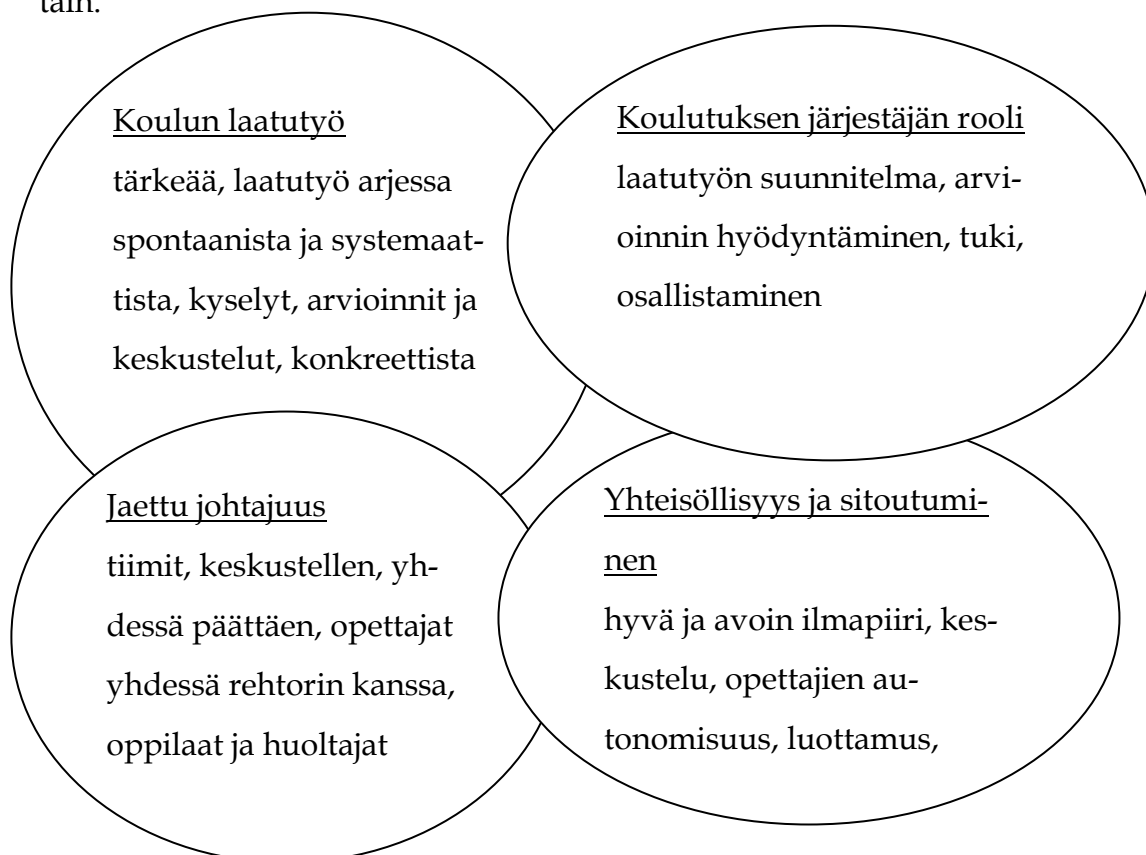 tain.
Koulun laatutyö
tärkeää, laatutyö arjessa
spontaanista ja systemaat-
tista, kyselyt, arvioinnit ja
keskustelut, konkreettista
Koulutuksen järjestäjän rooli
laatutyön suunnitelma, arvi-
oinnin hyödyntäminen, tuki,
osallistaminen
Jaettu johtajuus
tiimit, keskustellen, yh-
dessä päättäen, opettajat
yhdessä rehtorin kanssa,
oppilaat ja huoltajat
Yhteisöllisyys ja sitoutumi-
nen
hyvä ja avoin ilmapiiri, kes-
kustelu, opettajien au-
tonomisuus, luottamus,